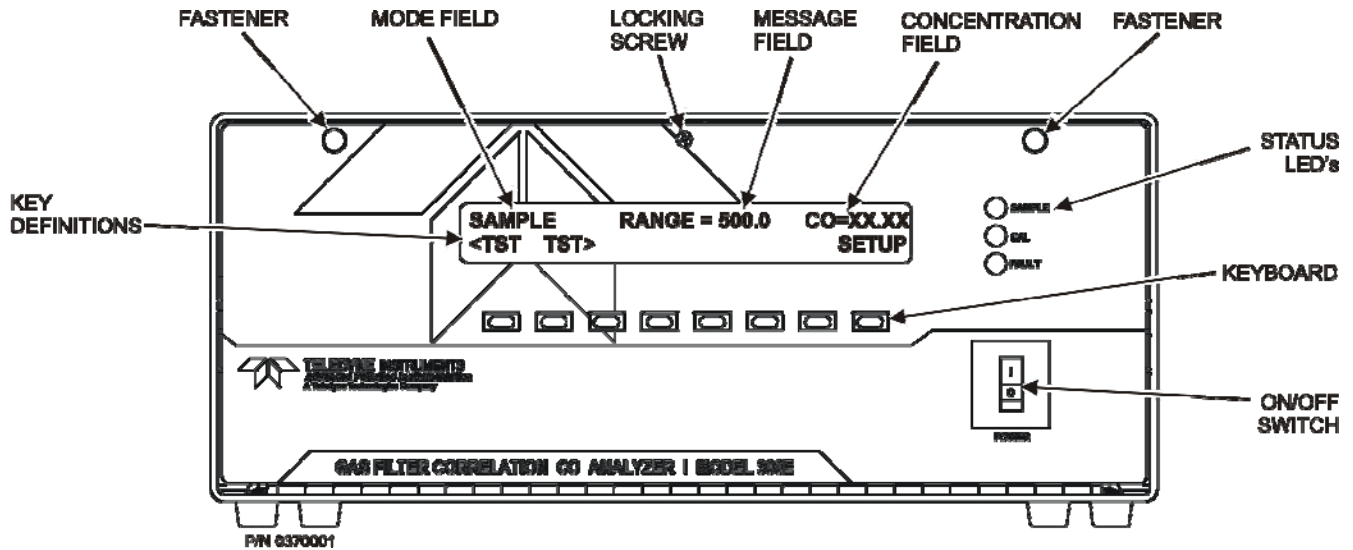 FASTENER
MODE FIELD
LOCKING
SCREW
MESSAGE
FIELD
CONCENTRATION
FIELD
FASTENER
STATUS
LED's
KEY
DEFINITIONS
SAMPLE RANGE = 500.0 CO=XX.XX
<TST TST> SETUP
SAMPLE
CAL
FAULT
KEYBOARD
TELEDYNE INSTRUMENTS
A Teledyne Technologies Company
I
O
ON/OFF
SWITCH
POWER
GAS FILTER CORRELATION CO ANALYZER | MODEL 300E
P/N 0370001